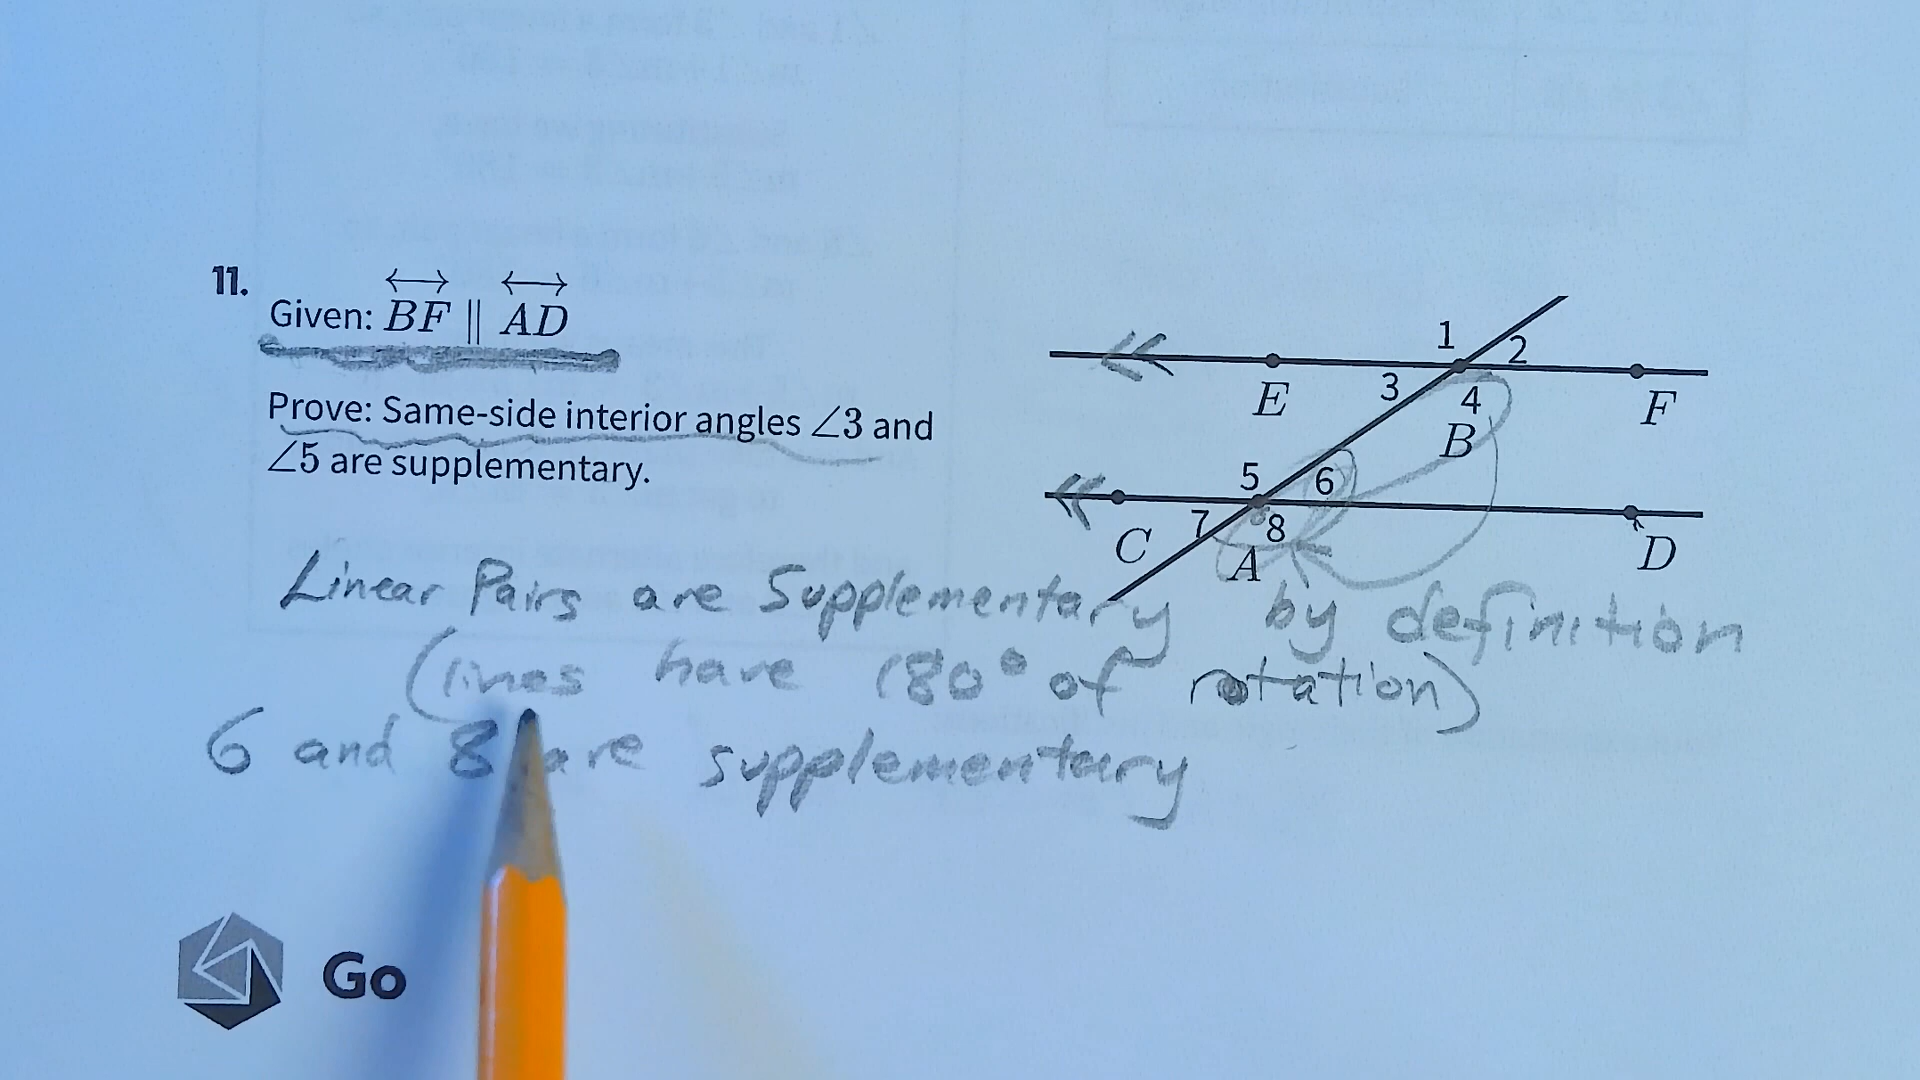 11.
Given: BF ∥ AD
Prove: Same-side interior angles ∠3 and
∠5 are supplementary.
1
2
E
3
4
F
B
5
6
C
7
8
A
D
Linear Pairs are Supplementary by definition
(lines have 180° of rotation)
6 and 8 are supplementary
Go